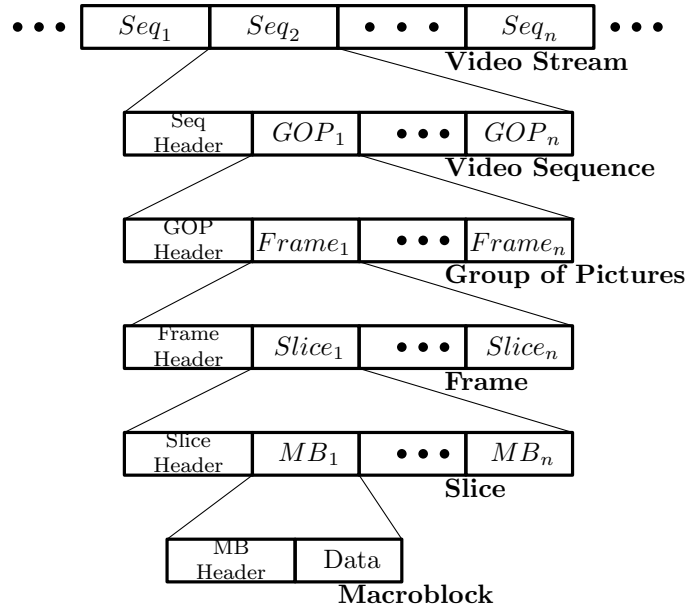 • • • Seq₁ Seq₂ • • • Seqₙ • • •
Video Stream
Seq Header GOP₁ • • • GOPₙ
Video Sequence
GOP Header Frame₁ • • • Frameₙ
Group of Pictures
Frame Header Slice₁ • • • Sliceₙ
Frame
Slice Header MB₁ • • • MBₙ
Slice
MB Header Data
Macroblock